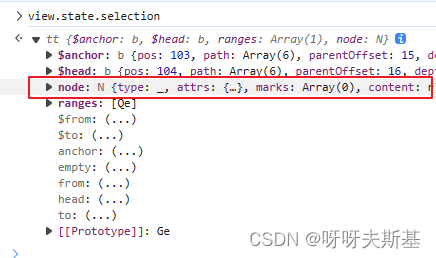 > view.state.selection
<· ▼ tt {$anchor: b, $head: b, ranges: Array(1), node: N} i
▶ $anchor: b {pos: 103, path: Array(6), parentOffset: 15, de
▶ $head: b {pos: 104, path: Array(6), parentOffset: 16, dept
▶ node: N {type: _, attrs: {…}, marks: Array(0), content: n
▶ ranges: [Qe]
$from: (...)
$to: (...)
anchor: (...)
empty: (...)
from: (...)
head: (...)
to: (...)
▶ [[Prototype]]: Ge
>
CSDN @呀呀夫斯基